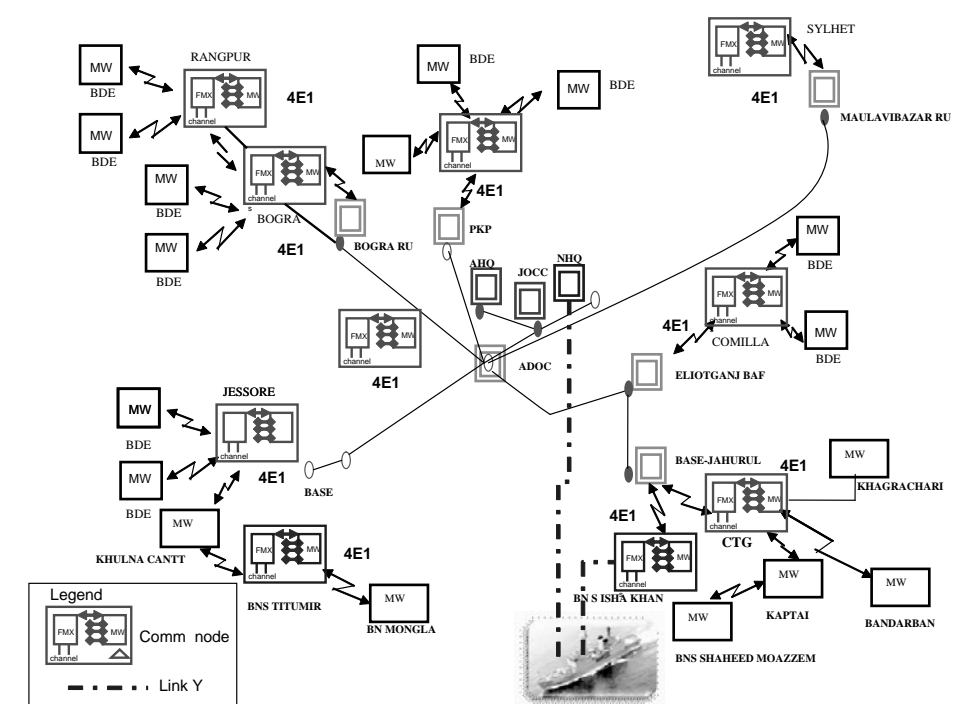 SYLHET
FMX
MW
channel
4E1
MAULAVIBAZAR RU
RANGPUR
MW
BDE
FMX
MW
channel
4E1
MW
BDE
MW
BDE
MW
BDE
FMX
MW
channel
4E1
MW
MW
BDE
MW
BDE
FMX
MW
channel
s
BOGRA
4E1
BOGRA RU
PKP
AHQ
JOCC
NHQ
MW
BDE
FMX
MW
channel
4E1
COMILLA
MW
BDE
FMX
MW
channel
4E1
ADOC
ELIOTGANJ BAF
JESSORE
MW
BDE
MW
channel
4E1
MW
BDE
BASE
BASE-JAHURUL
4E1
MW
KHAGRACHARI
FMX
MW
channel
CTG
MW
KHULNA CANTT
FMX
MW
channel
4E1
BNS TITUMIR
MW
BN MONGLA
4E1
FMX
MW
channel
BN S ISHA KHAN
MW
KAPTAI
MW
BANDARBAN
MW
BNS SHAHEED MOAZZEM
Legend
FMX
MW
channel
Comm node
Link Y